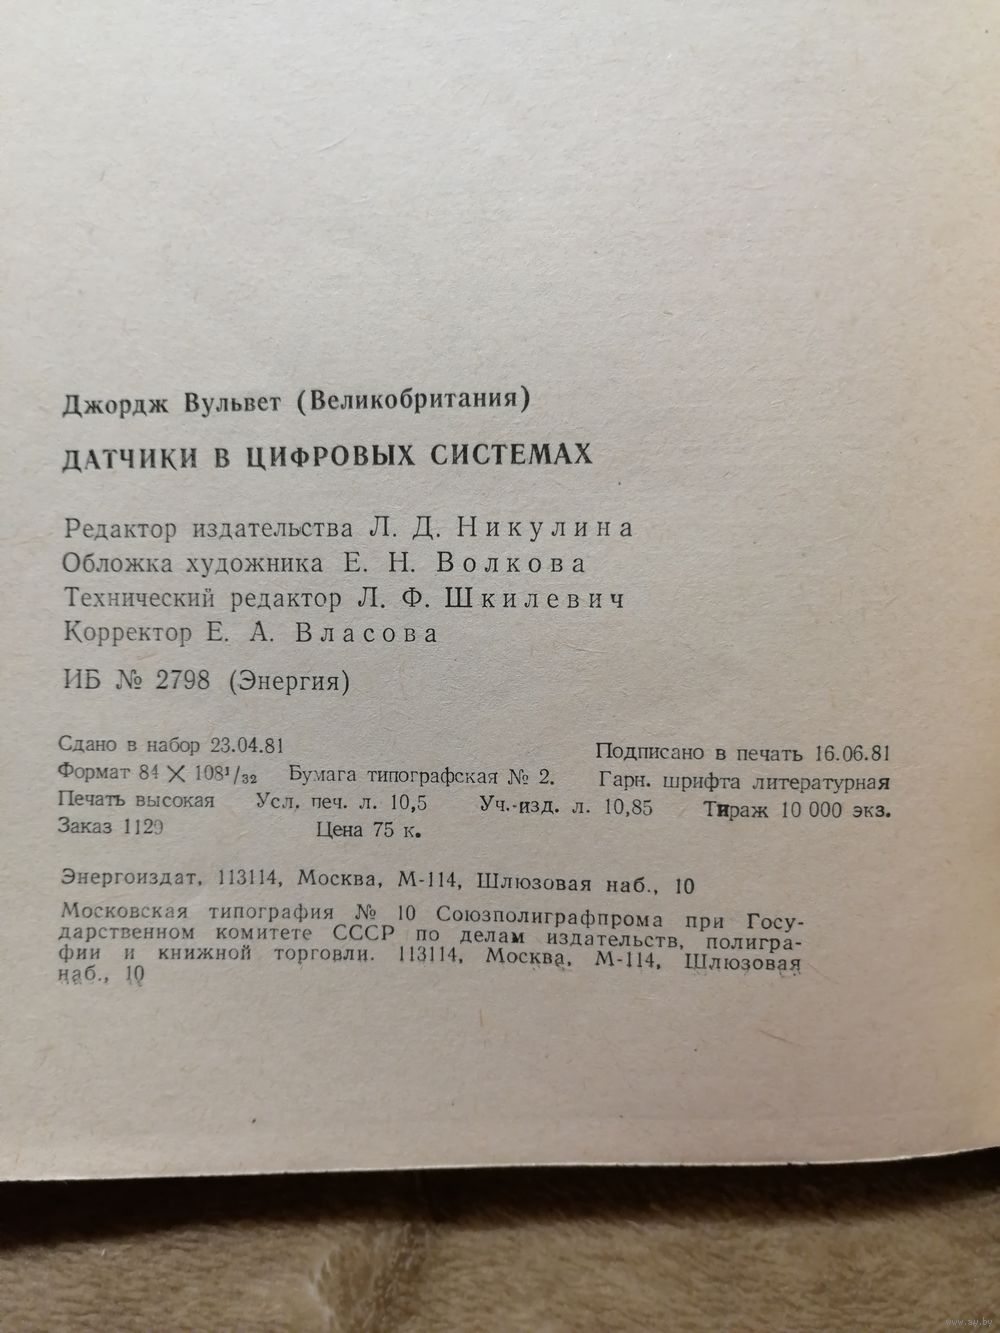 Джордж Вульвет (Великобритания)
ДАТЧИКИ В ЦИФРОВЫХ СИСТЕМАХ
Редактор издательства Л. Д. Никулина
Обложка художника Е. Н. Волкова
Технический редактор Л. Ф. Шкилевич
Корректор Е. А. Власова
ИБ № 2798 (Энергия)
Сдано в набор 23.04.81 Подписано в печать 16.06.81
Формат 84 × 108¹/₃₂ Бумага типографская № 2. Гарн. шрифта литературная
Печать высокая Усл. печ. л. 10,5 Уч.-изд. л. 10,85 Тираж 10 000 экз.
Заказ 1129 Цена 75 к.
Энергоиздат, 113114, Москва, М-114, Шлюзовая наб., 10
Московская типография № 10 Союзполиграфпрома при Госу-
дарственном комитете СССР по делам издательств, полигра-
фии и книжной торговли. 113114, Москва, М-114, Шлюзовая
наб., 10
www.ay.by